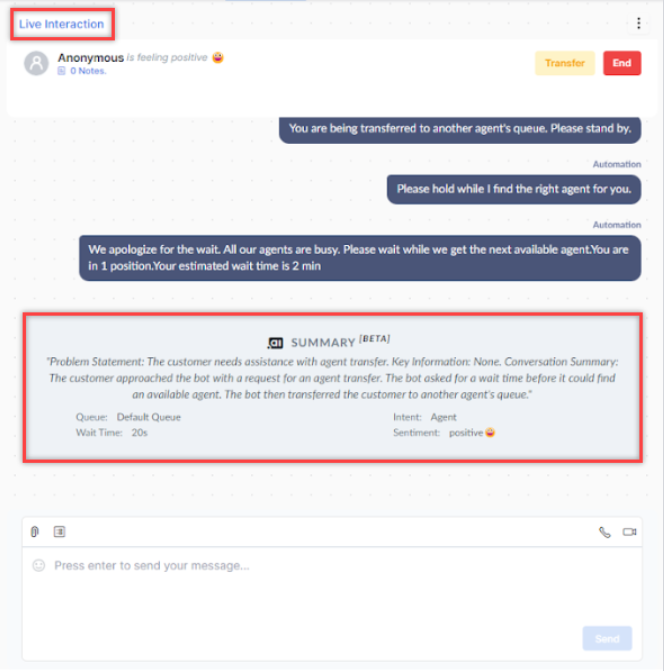 Live Interaction
Anonymous is feeling positive 😀
0 Notes.
Transfer
End
You are being transferred to another agent's queue. Please stand by.
Automation
Please hold while I find the right agent for you.
Automation
We apologize for the wait. All our agents are busy. Please wait while we get the next available agent.You are
in 1 position.Your estimated wait time is 2 min
.ai SUMMARY [BETA]
"Problem Statement: The customer needs assistance with agent transfer. Key Information: None. Conversation Summary:
The customer approached the bot with a request for an agent transfer. The bot asked for a wait time before it could find
an available agent. The bot then transferred the customer to another agent's queue."
Queue: Default Queue
Intent: Agent
Wait Time: 20s
Sentiment: positive 😀
Press enter to send your message...
Send